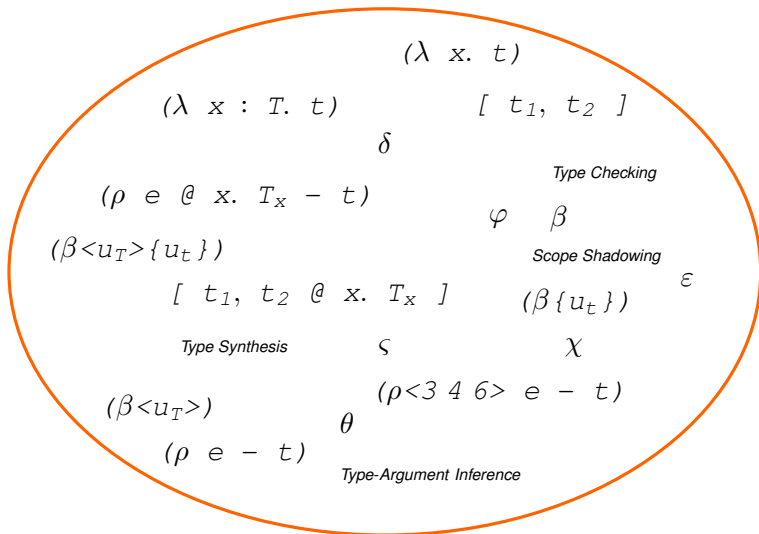 (λ x. t)
(λ x : T. t)
[ t₁, t₂ ]
δ
Type Checking
(ρ e @ x. Tₓ − t)
φ β
(β<u_T>{u_t})
Scope Shadowing
ε
[ t₁, t₂ @ x. Tₓ ]
(β{u_t})
Type Synthesis
ς
χ
(ρ<3 4 6> e − t)
(β<u_T>)
θ
(ρ e − t)
Type-Argument Inference